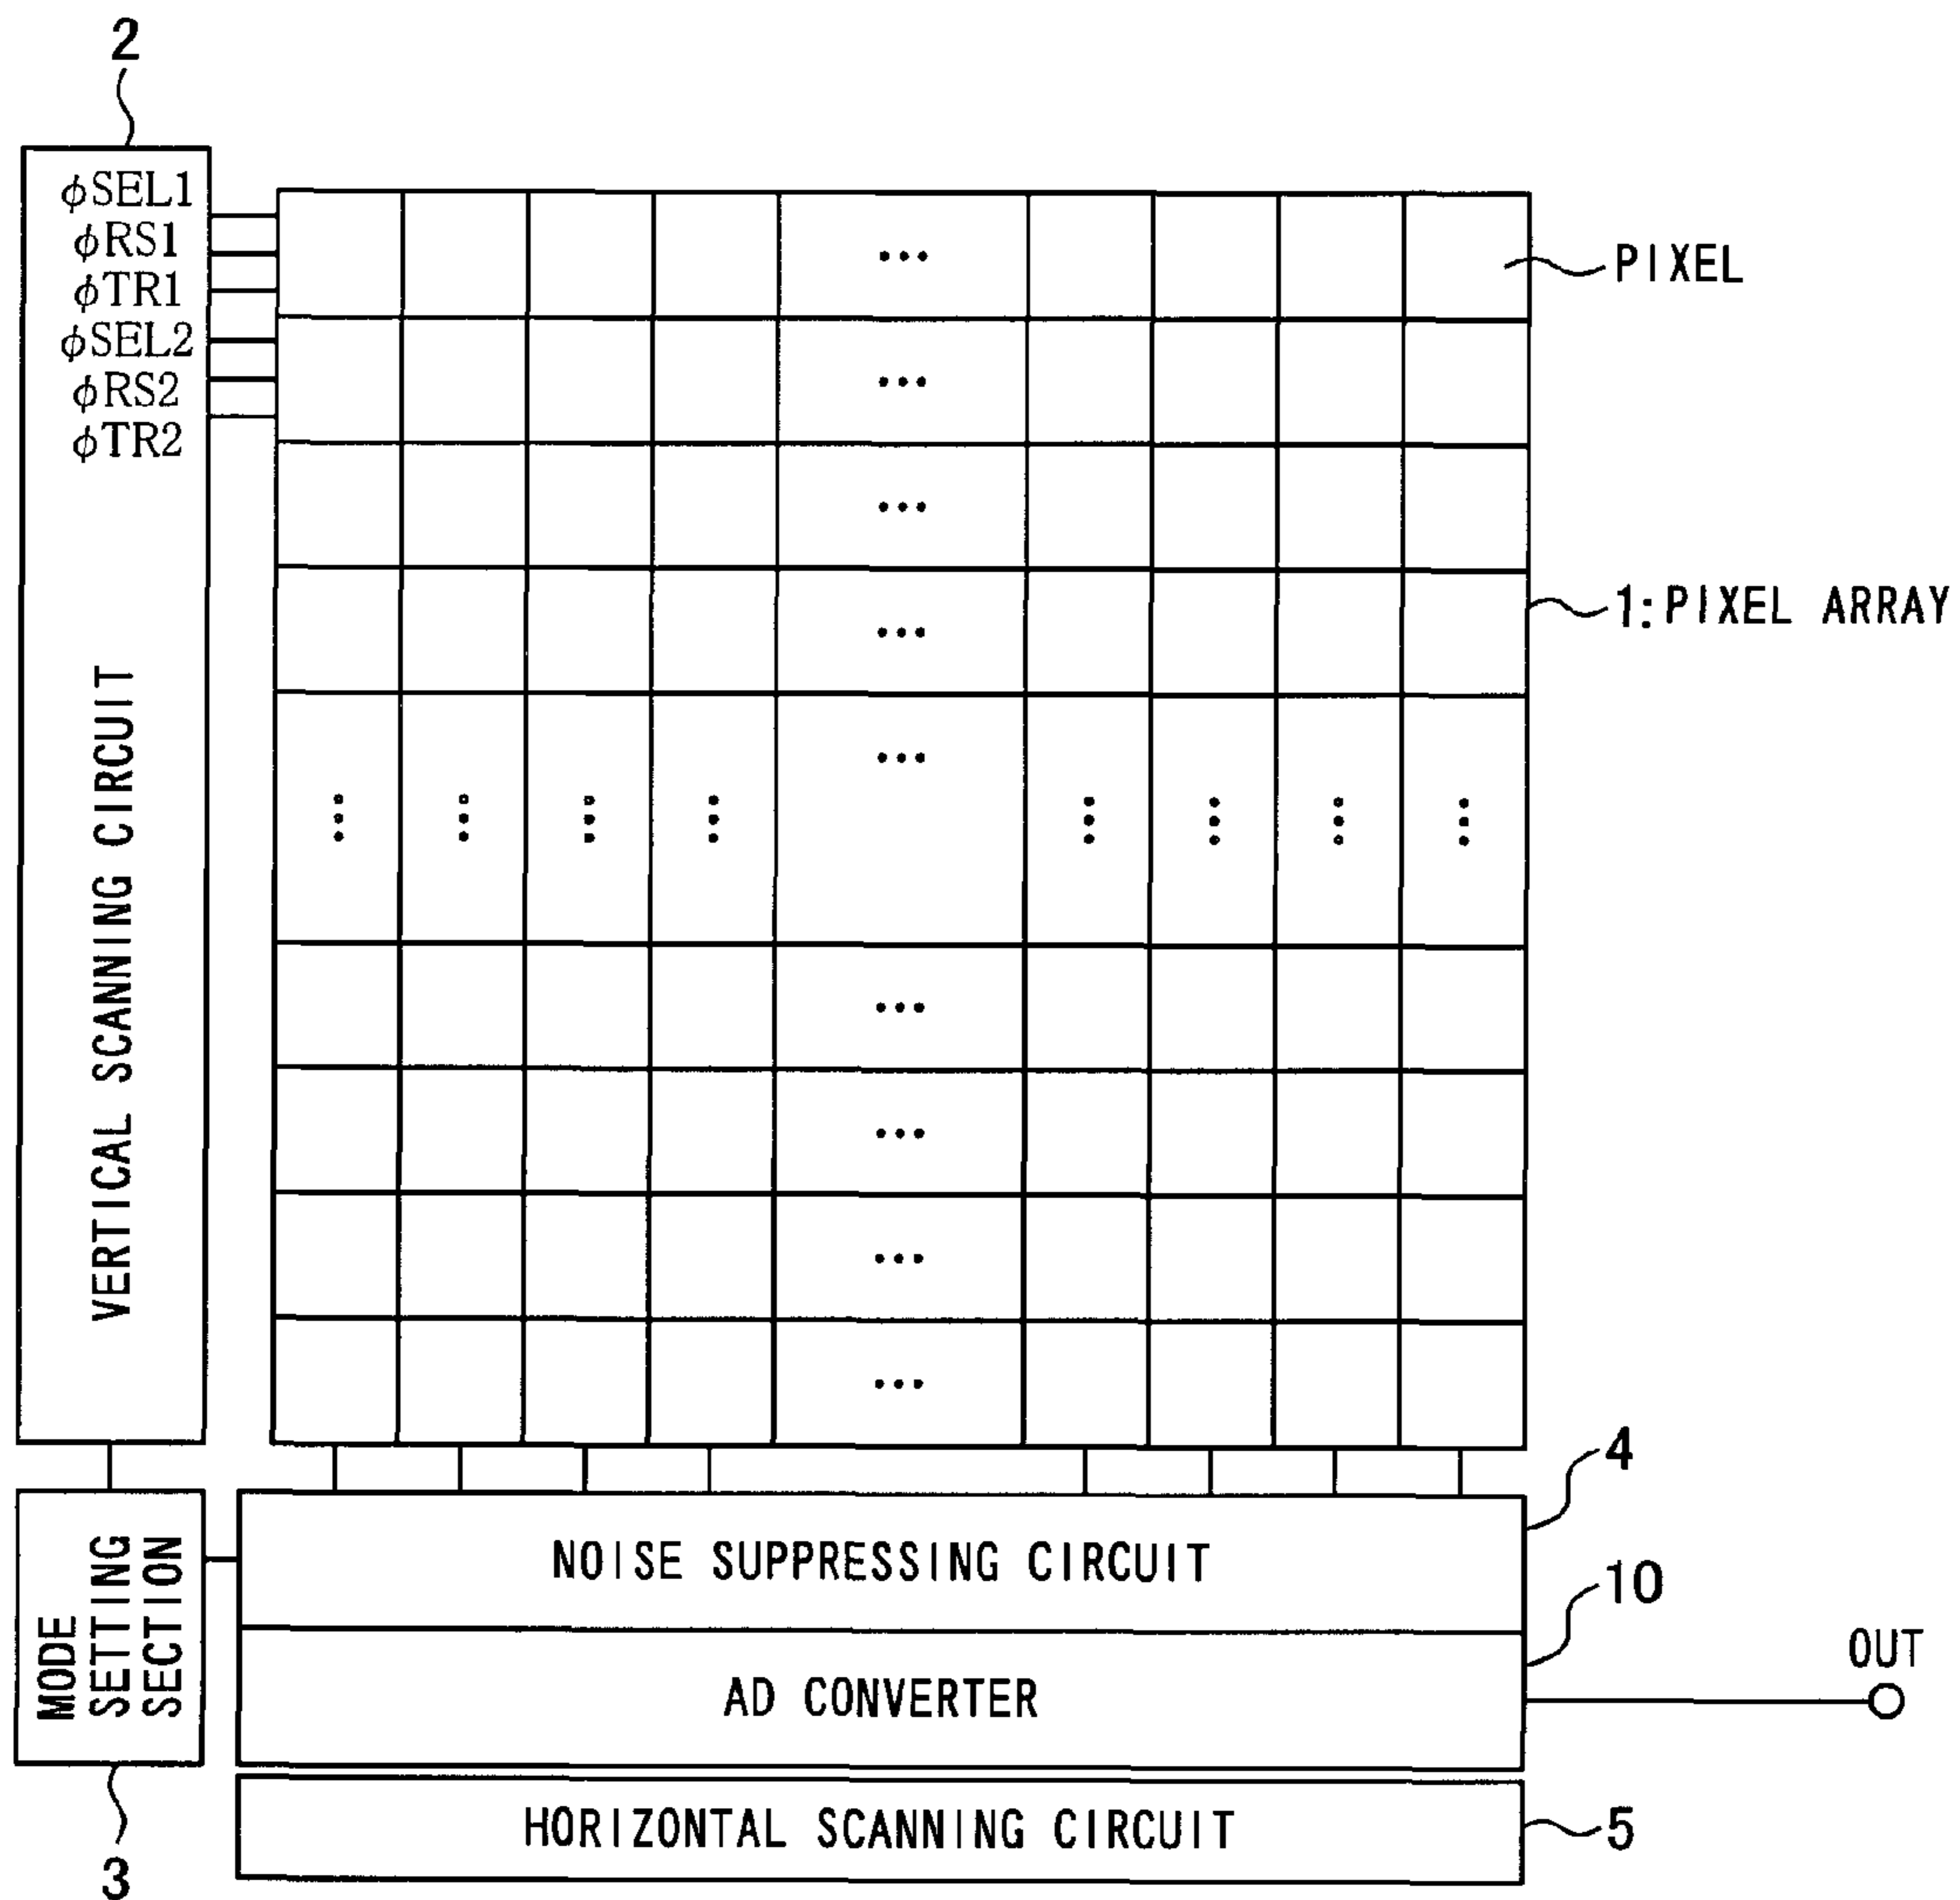 2
φSEL1
φRS1
φTR1
φSEL2
φRS2
φTR2
VERTICAL SCANNING CIRCUIT
PIXEL
1: PIXEL ARRAY
4
NOISE SUPPRESSING CIRCUIT
10
MODE
SETTING
SECTION
AD CONVERTER
OUT
HORIZONTAL SCANNING CIRCUIT
5
3